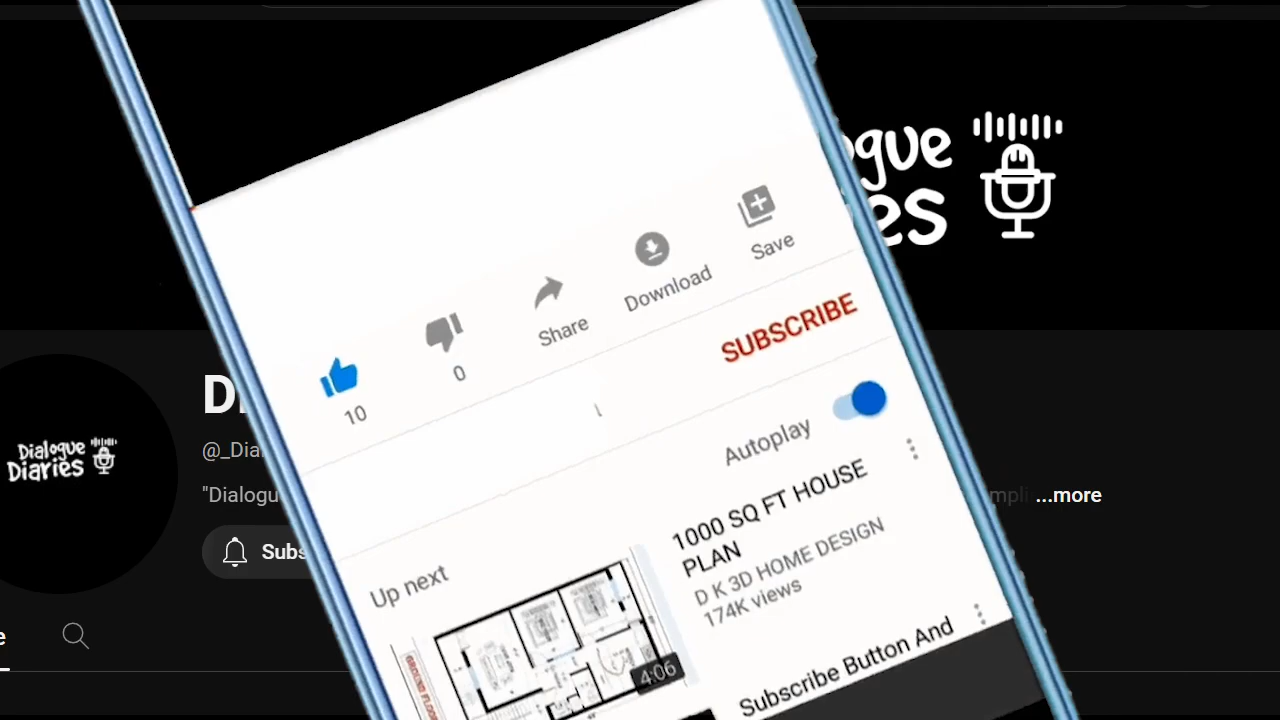 ogue
es
Save
Download
Share
0
10
SUBSCRIBE
Autoplay
1000 SQ FT HOUSE
PLAN
D K 3D HOME DESIGN
174K views
Up next
4:06
Subscribe Button And
Dialogue
Diaries
@_Dia
"Dialogu
...more
Subs